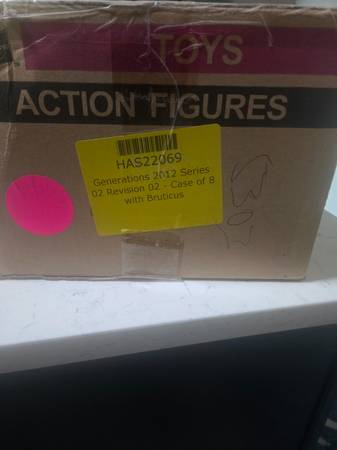 TOYS
ACTION FIGURES
HAS22069
Generations 2012 Series
02 Revision 02 - Case of 8
with Bruticus